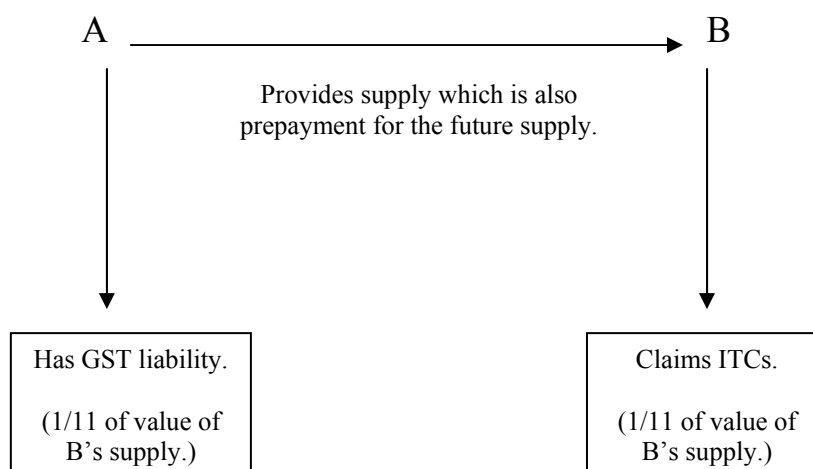 A
B
Provides supply which is also
prepayment for the future supply.
Has GST liability.
(1/11 of value of
B's supply.)
Claims ITCs.
(1/11 of value of
B's supply.)